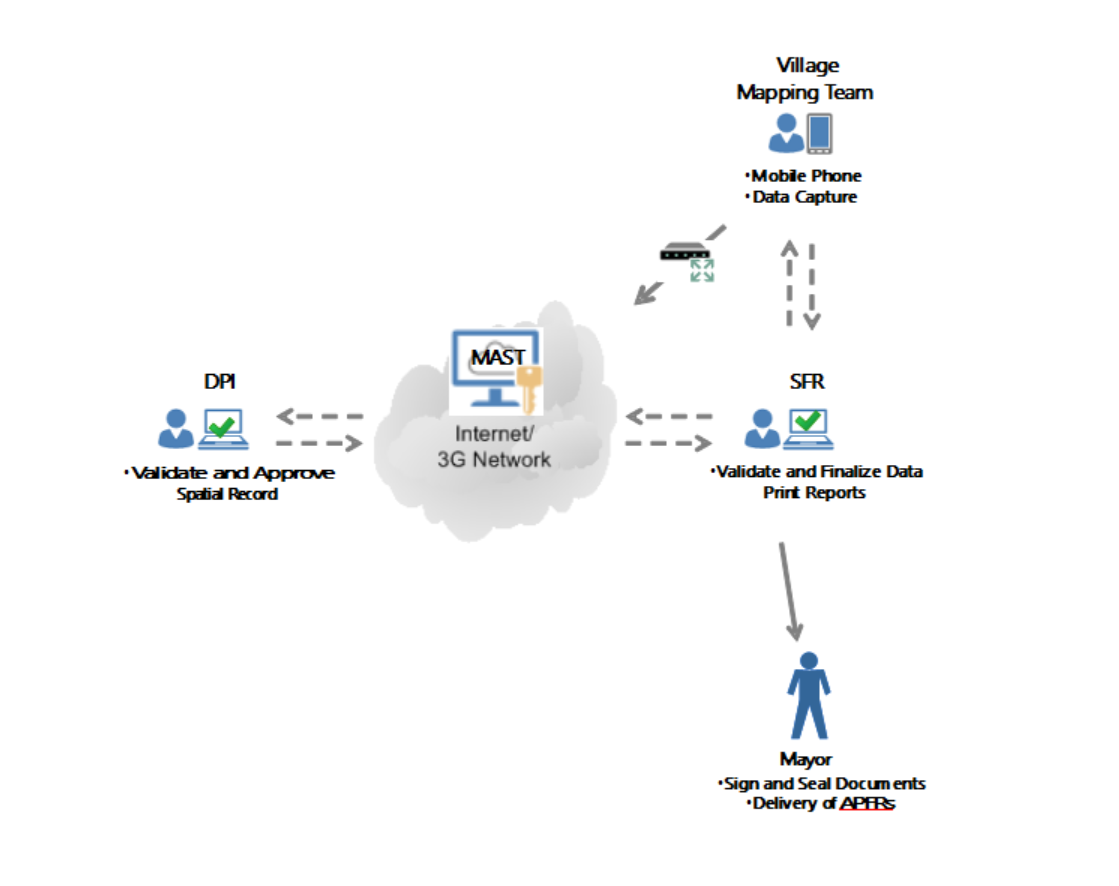 Village
Mapping Team
•Mobile Phone
•Data Capture
MAST
Internet/
3G Network
DPI
•Validate and Approve
Spatial Record
SFR
•Validate and Finalize Data
Print Reports
Mayor
•Sign and Seal Documents
•Delivery of APFRs